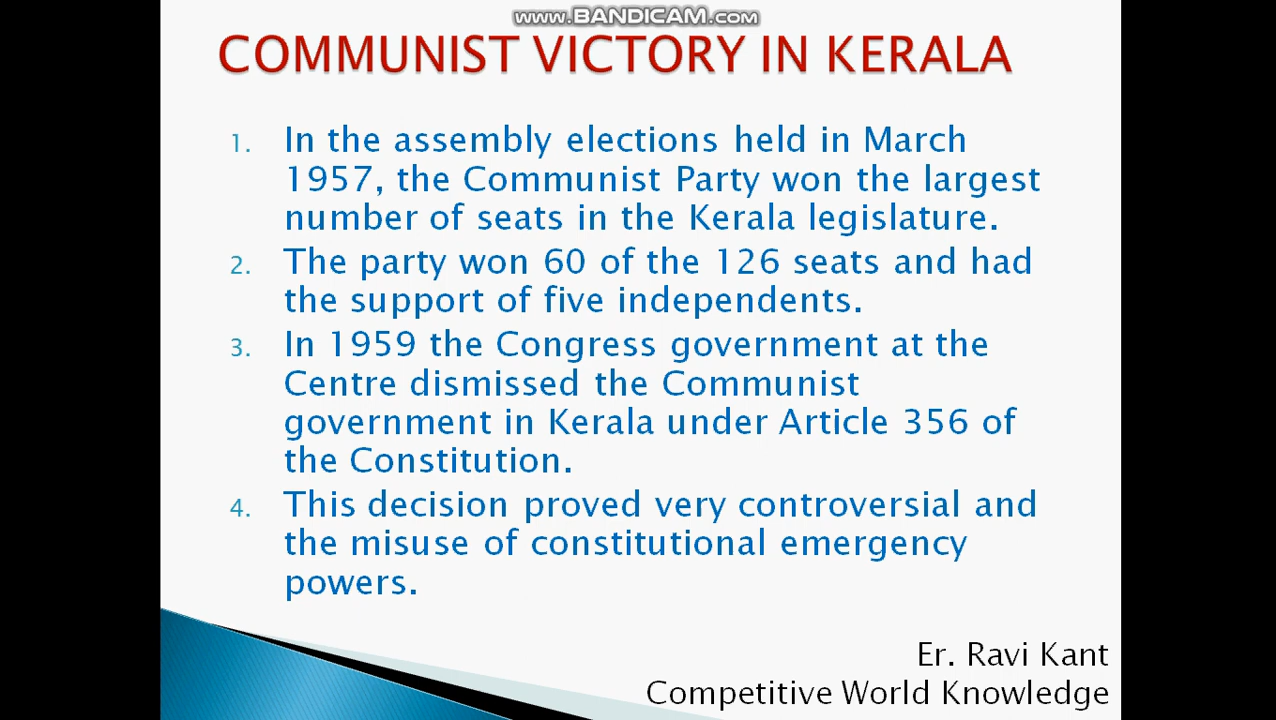 www.BANDICAM.com
COMMUNIST VICTORY IN KERALA
1. In the assembly elections held in March
1957, the Communist Party won the largest
number of seats in the Kerala legislature.
2. The party won 60 of the 126 seats and had
the support of five independents.
3. In 1959 the Congress government at the
Centre dismissed the Communist
government in Kerala under Article 356 of
the Constitution.
4. This decision proved very controversial and
the misuse of constitutional emergency
powers.
Er. Ravi Kant
Competitive World Knowledge